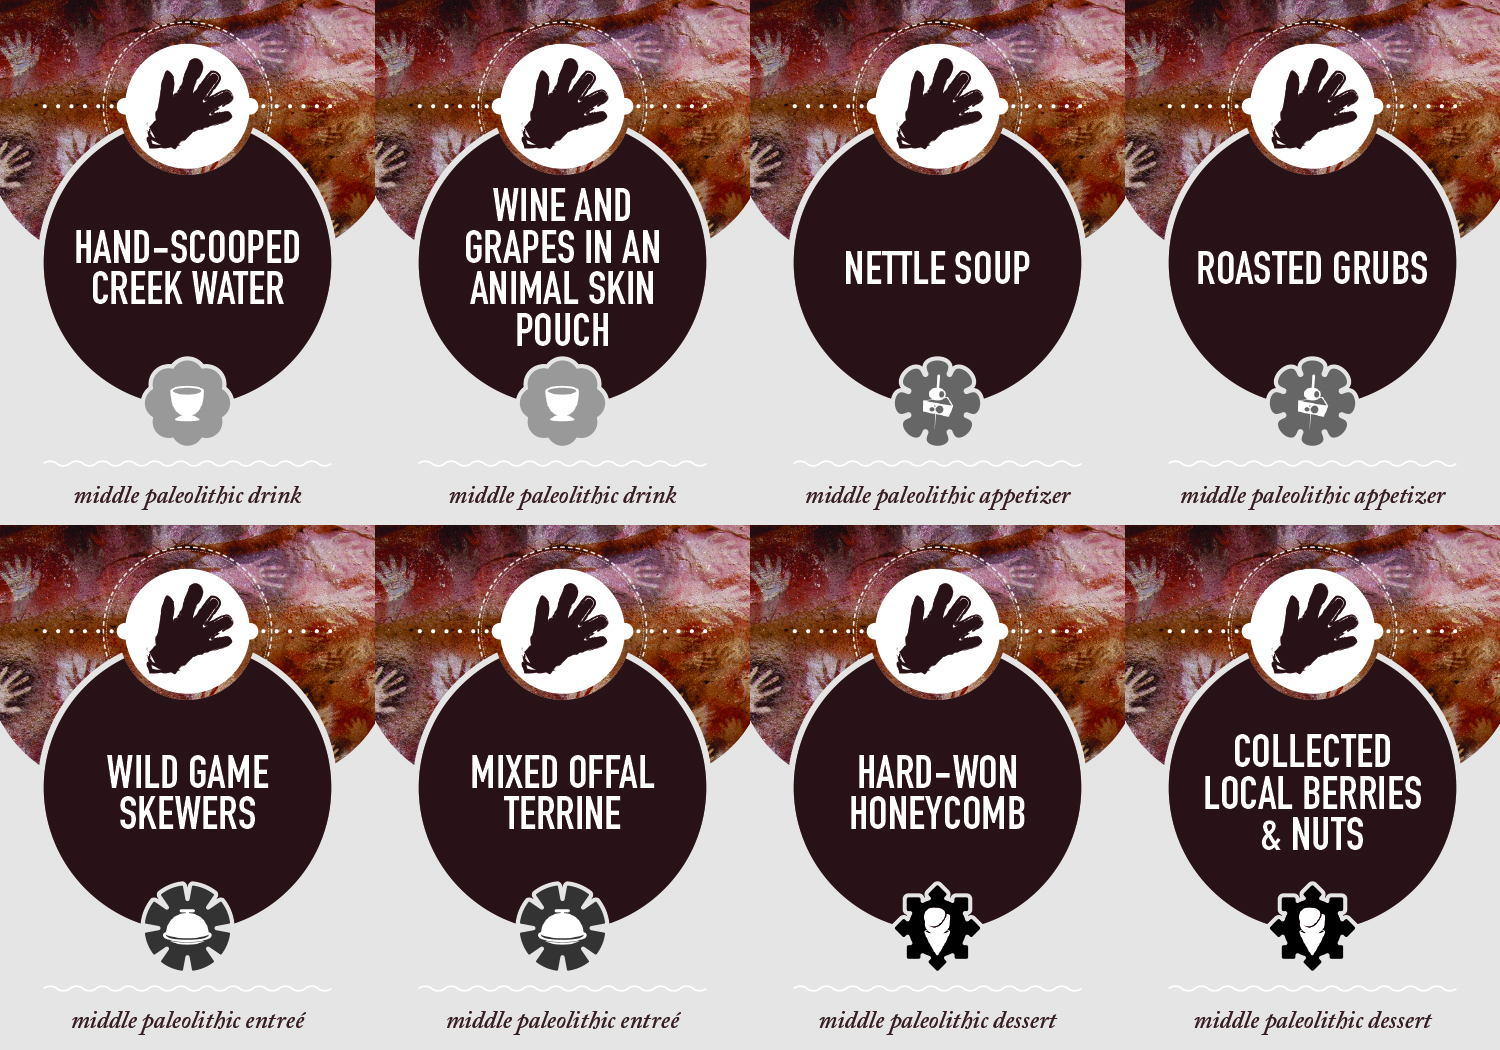 HAND-SCOOPED
CREEK WATER
middle paleolithic drink
WINE AND
GRAPES IN AN
ANIMAL SKIN
POUCH
middle paleolithic drink
NETTLE SOUP
middle paleolithic appetizer
ROASTED GRUBS
middle paleolithic appetizer
WILD GAME
SKEWERS
middle paleolithic entreé
MIXED OFFAL
TERRINE
middle paleolithic entreé
HARD-WON
HONEYCOMB
middle paleolithic dessert
COLLECTED
LOCAL BERRIES
& NUTS
middle paleolithic dessert